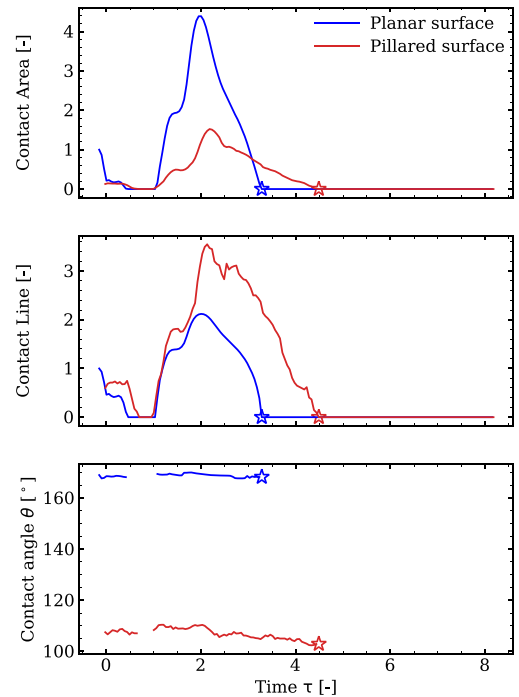 Planar surface
Pillared surface
Contact Area [-]
4
3
2
1
0
Contact Line [-]
3
2
1
0
Contact angle θ [°]
160
140
120
100
0 2 4 6 8
Time τ [-]